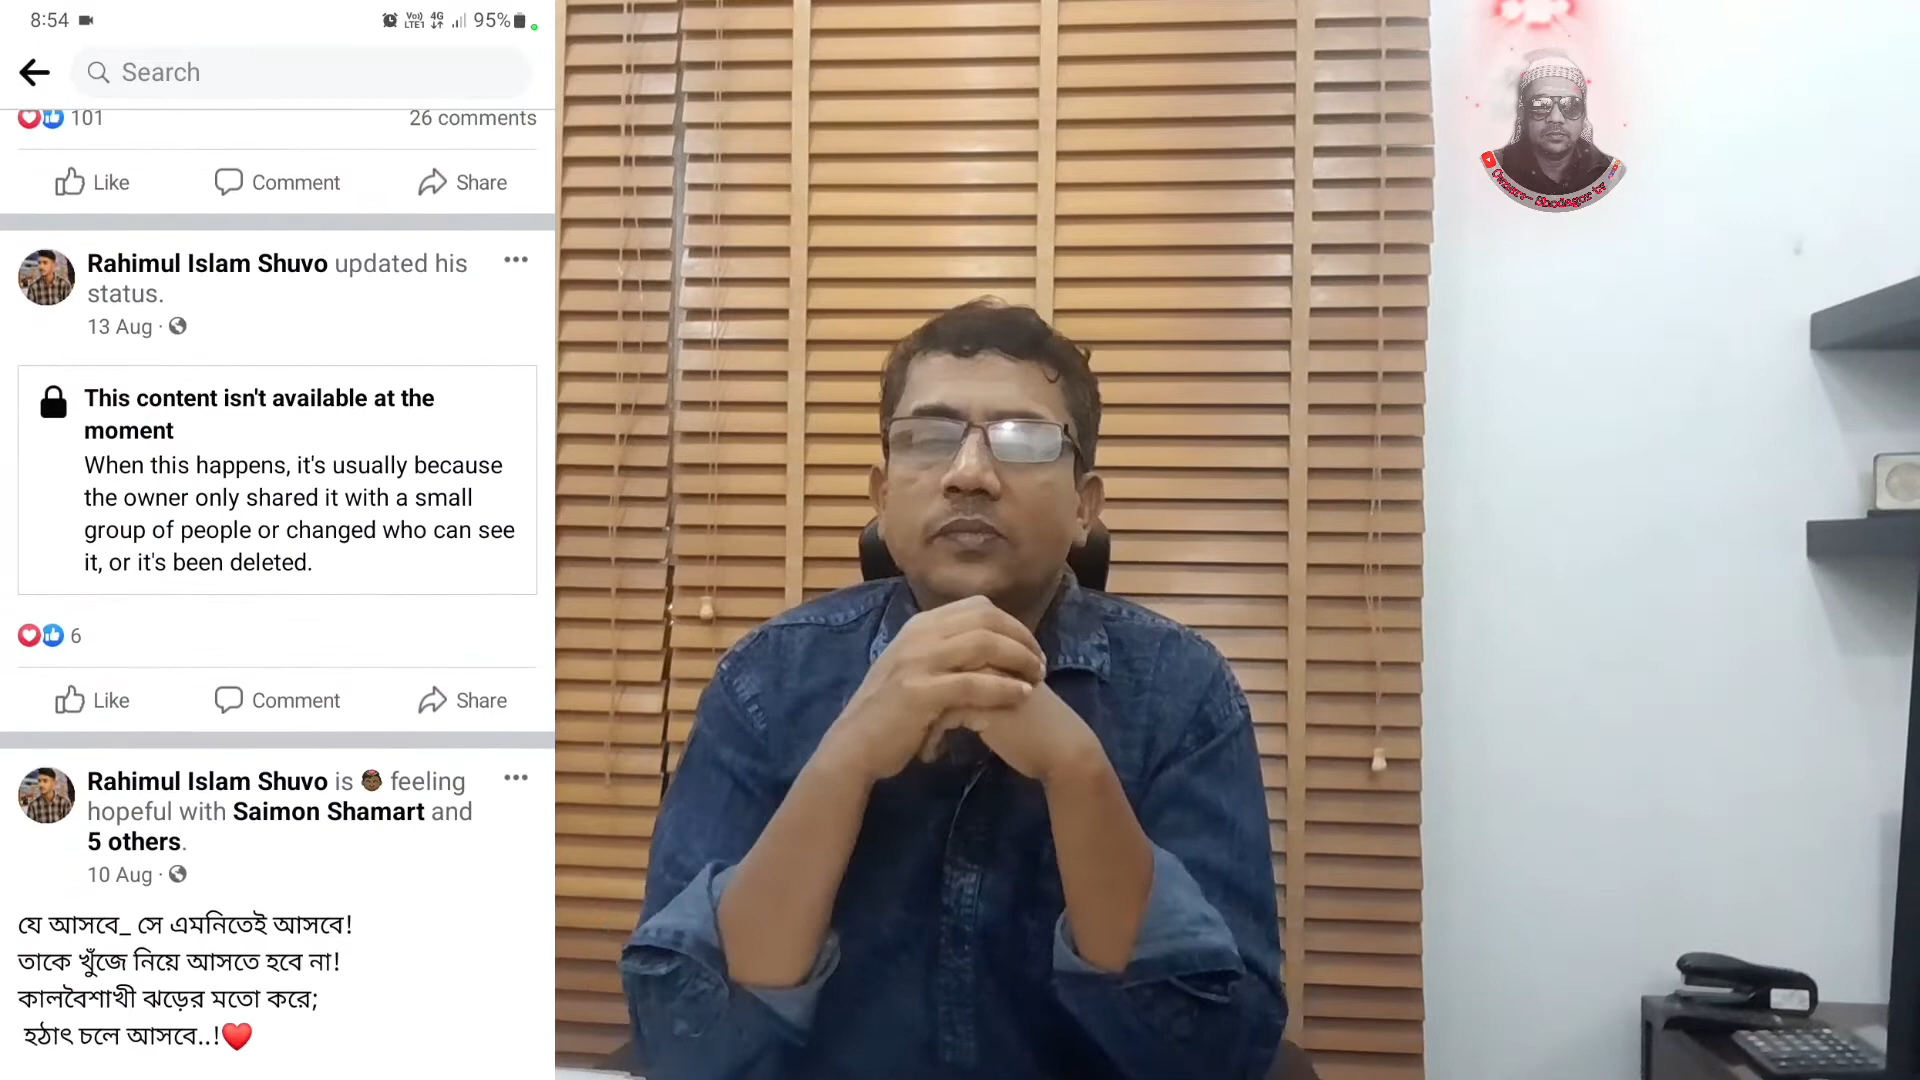 8:54
Vo) LTE1 4G 95%
Search
101 26 comments
Like Comment Share
Rahimul Islam Shuvo updated his
status.
13 Aug ·
This content isn't available at the
moment
When this happens, it's usually because
the owner only shared it with a small
group of people or changed who can see
it, or it's been deleted.
6
Like Comment Share
Rahimul Islam Shuvo is feeling
hopeful with Saimon Shamart and
5 others.
10 Aug ·
যে আসবে_ সে এমনিতেই আসবে!
তাকে খুঁজে নিয়ে আসতে হবে না!
কালবৈশাখী ঝড়ের মতো করে;
হঠাৎ চলে আসবে..!